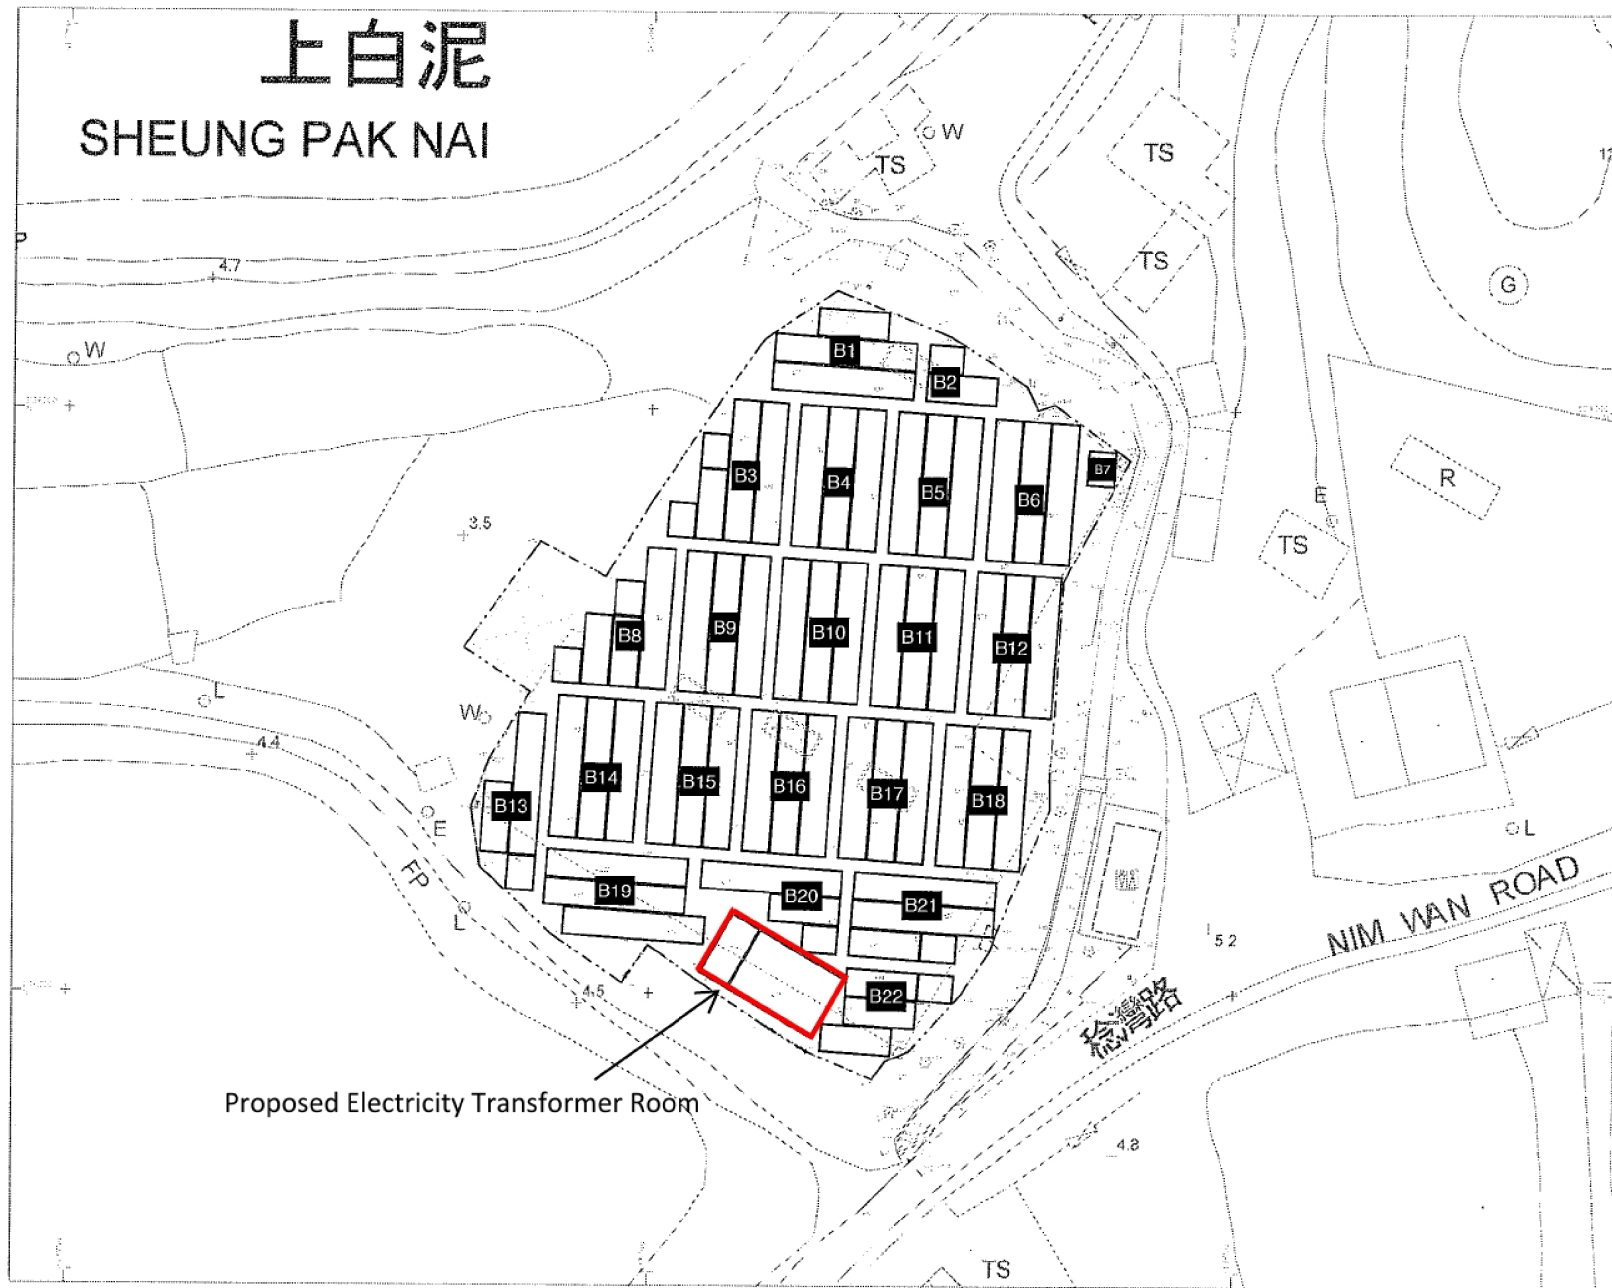 上白泥
SHEUNG PAK NAI
W
TS
TS
TS
P
4.7
G
W
B1
B2
B3
B4
B5
B6
B7
R
E
TS
3.5
B8
B9
B10
B11
B12
L
W
4.4
B13
B14
B15
B16
B17
B18
E
L
FP
L
B19
B20
B21
NIM WAN ROAD
5.2
4.5
B22
稔灣路
Proposed Electricity Transformer Room
4.8
TS